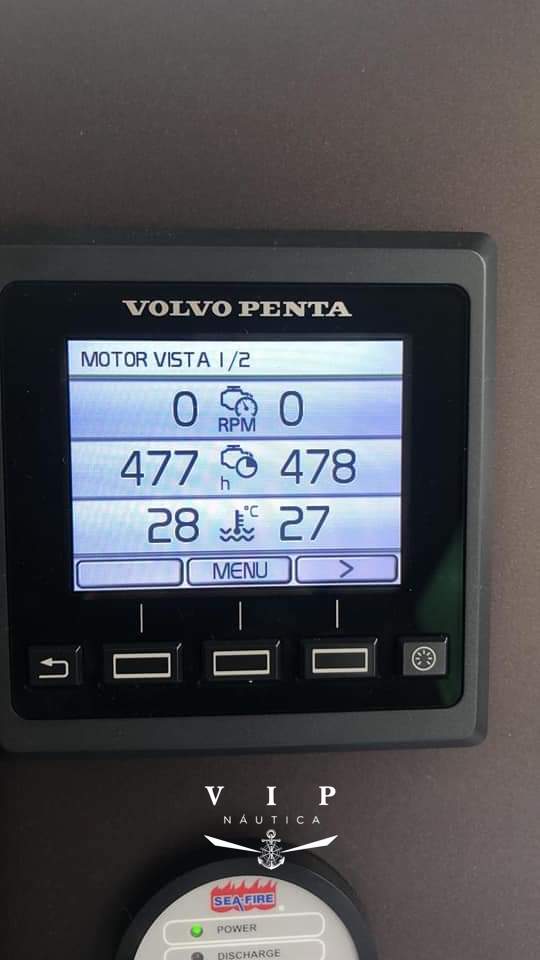 VOLVO PENTA
MOTOR VISTA 1/2
0 RPM 0
477 h 478
28 °C 27
MENU >
V I P
NÁUTICA
SEA-FIRE
POWER
DISCHARGE